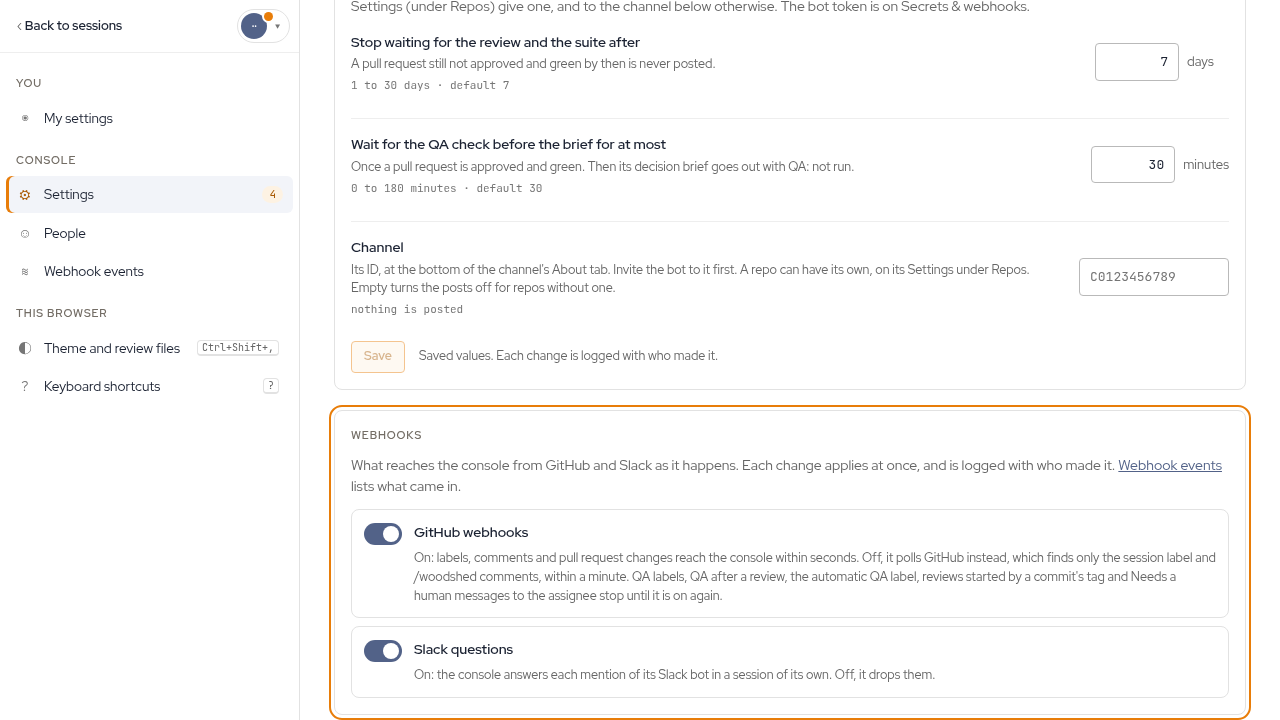 ‹ Back to sessions
YOU
My settings
CONSOLE
Settings 4
People
Webhook events
THIS BROWSER
Theme and review files Ctrl+Shift+,
? Keyboard shortcuts ?
Settings (under Repos) give one, and to the channel below otherwise. The bot token is on Secrets & webhooks.
Stop waiting for the review and the suite after
A pull request still not approved and green by then is never posted.
1 to 30 days · default 7
7 days
Wait for the QA check before the brief for at most
Once a pull request is approved and green. Then its decision brief goes out with QA: not run.
0 to 180 minutes · default 30
30 minutes
Channel
Its ID, at the bottom of the channel's About tab. Invite the bot to it first. A repo can have its own, on its Settings under Repos.
Empty turns the posts off for repos without one.
nothing is posted
C0123456789
Save Saved values. Each change is logged with who made it.
WEBHOOKS
What reaches the console from GitHub and Slack as it happens. Each change applies at once, and is logged with who made it. Webhook events
lists what came in.
GitHub webhooks
On: labels, comments and pull request changes reach the console within seconds. Off, it polls GitHub instead, which finds only the session label and
/woodshed comments, within a minute. QA labels, QA after a review, the automatic QA label, reviews started by a commit's tag and Needs a
human messages to the assignee stop until it is on again.
Slack questions
On: the console answers each mention of its Slack bot in a session of its own. Off, it drops them.